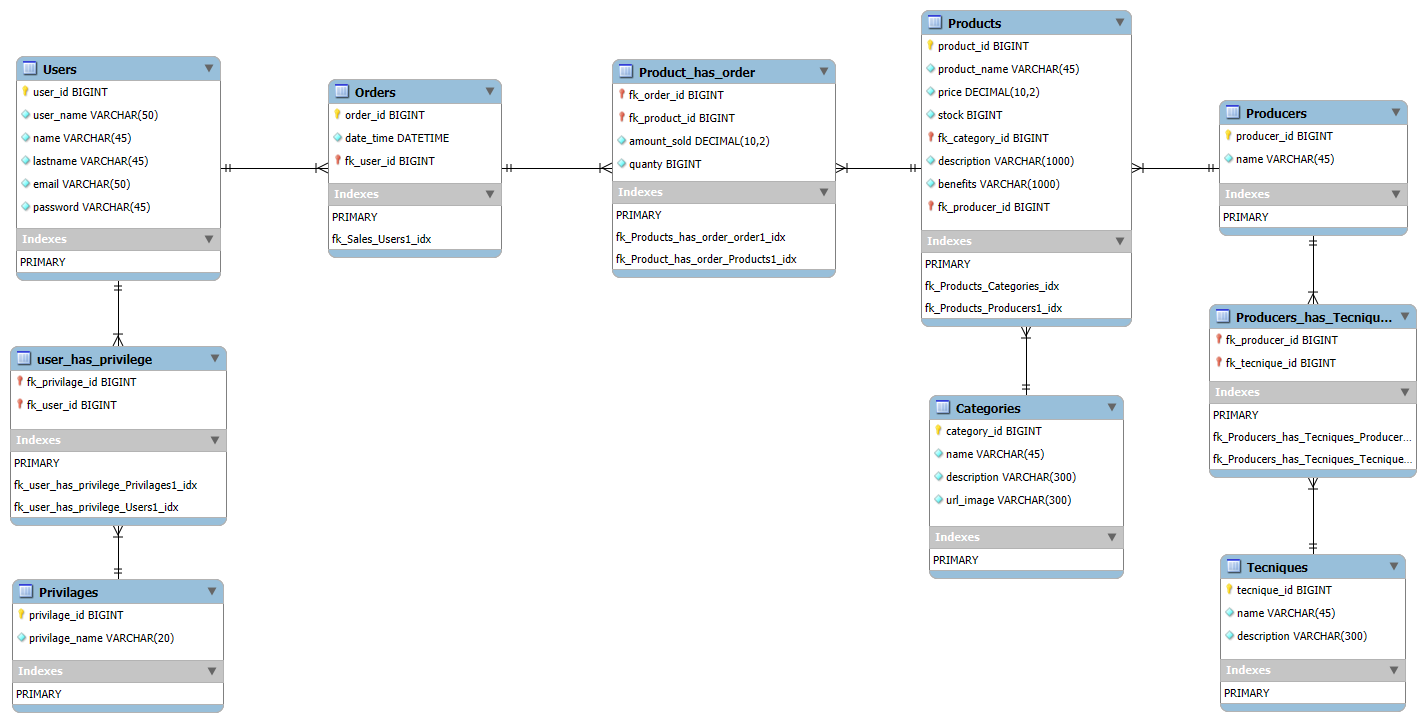 Users
user_id BIGINT
user_name VARCHAR(50)
name VARCHAR(45)
lastname VARCHAR(45)
email VARCHAR(50)
password VARCHAR(45)
Indexes
PRIMARY
Orders
order_id BIGINT
date_time DATETIME
fk_user_id BIGINT
Indexes
PRIMARY
fk_Sales_Users1_idx
Product_has_order
fk_order_id BIGINT
fk_product_id BIGINT
amount_sold DECIMAL(10,2)
quanty BIGINT
Indexes
PRIMARY
fk_Products_has_order_order1_idx
fk_Product_has_order_Products1_idx
Products
product_id BIGINT
product_name VARCHAR(45)
price DECIMAL(10,2)
stock BIGINT
fk_category_id BIGINT
description VARCHAR(1000)
benefits VARCHAR(1000)
fk_producer_id BIGINT
Indexes
PRIMARY
fk_Products_Categories_idx
fk_Products_Producers1_idx
Producers
producer_id BIGINT
name VARCHAR(45)
Indexes
PRIMARY
user_has_privilege
fk_privilage_id BIGINT
fk_user_id BIGINT
Indexes
PRIMARY
fk_user_has_privilege_Privilages1_idx
fk_user_has_privilege_Users1_idx
Privilages
privilage_id BIGINT
privilage_name VARCHAR(20)
Indexes
PRIMARY
Categories
category_id BIGINT
name VARCHAR(45)
description VARCHAR(300)
url_image VARCHAR(300)
Indexes
PRIMARY
Producers_has_Tecniqu...
fk_producer_id BIGINT
fk_tecnique_id BIGINT
Indexes
PRIMARY
fk_Producers_has_Tecniques_Producer...
fk_Producers_has_Tecniques_Tecnique...
Tecniques
tecnique_id BIGINT
name VARCHAR(45)
description VARCHAR(300)
Indexes
PRIMARY